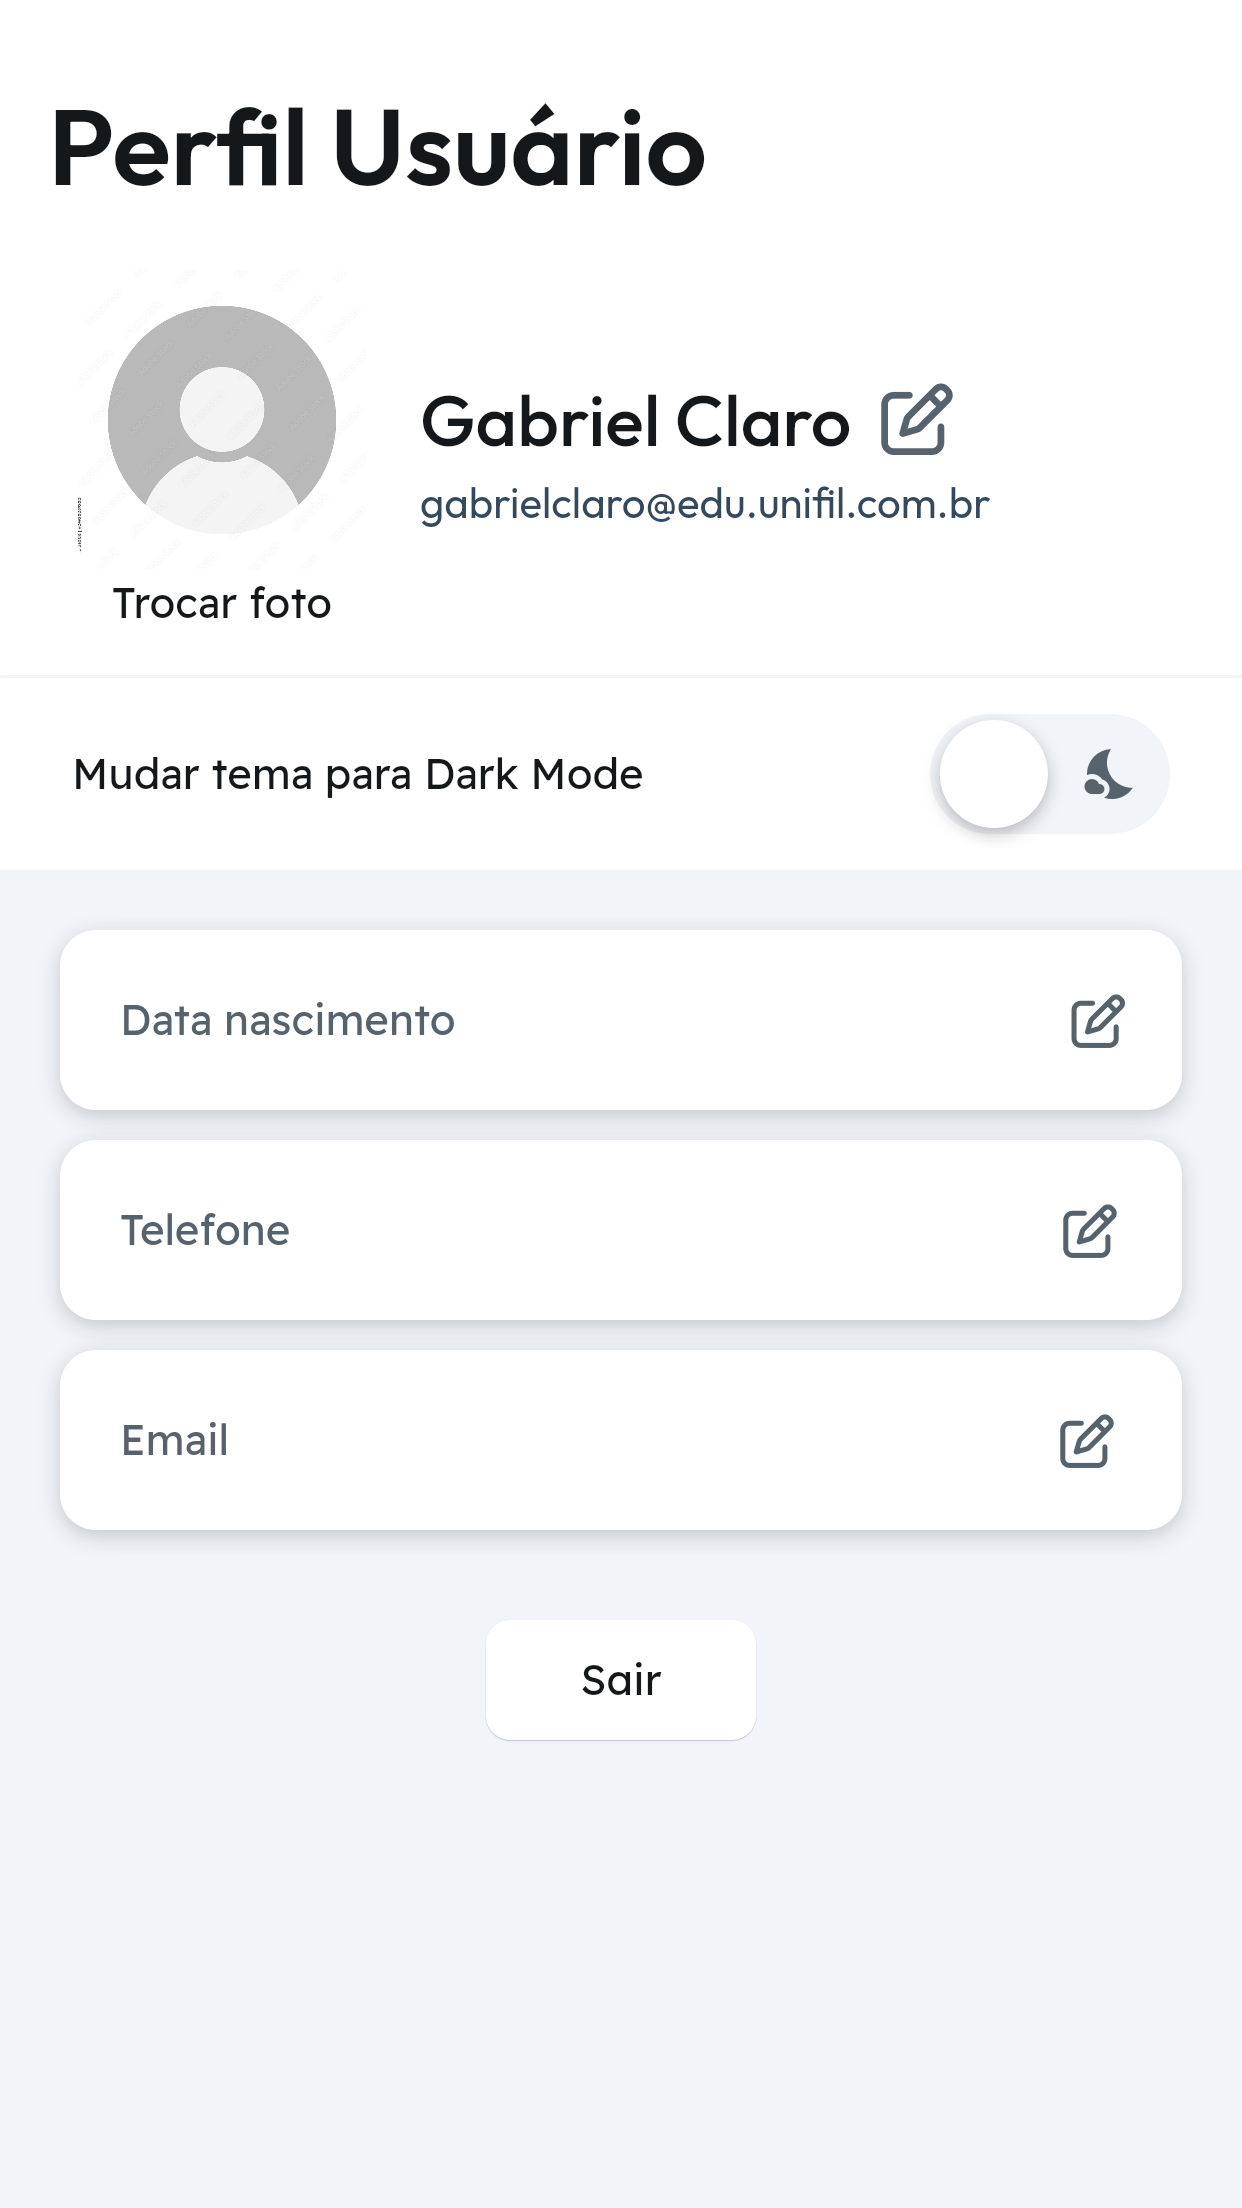 Perfil Usuário
Gabriel Claro
gabrielclaro@edu.unifil.com.br
Trocar foto
Mudar tema para Dark Mode
Data nascimento
Telefone
Email
Sair